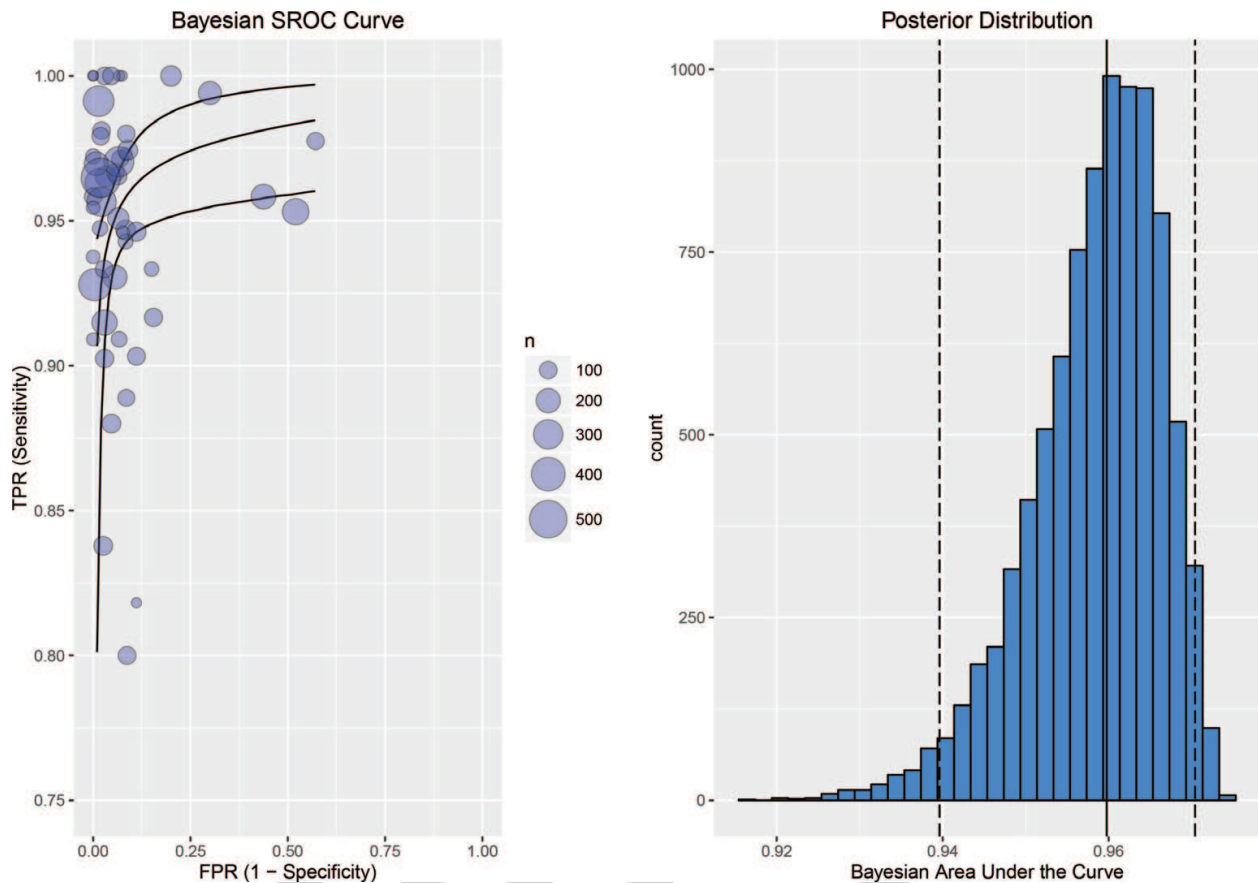 Bayesian SROC Curve
TPR (Sensitivity)
1.00
0.95
0.90
0.85
0.80
0.75
0.00 0.25 0.50 0.75 1.00
FPR (1 − Specificity)
n
100
200
300
400
500
Posterior Distribution
count
1000
750
500
250
0
0.92 0.94 0.96
Bayesian Area Under the Curve